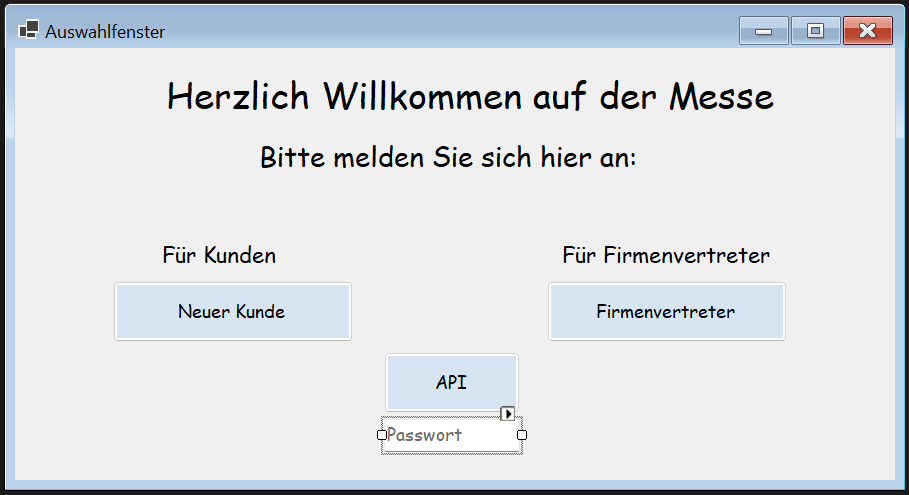 Auswahlfenster
Herzlich Willkommen auf der Messe
Bitte melden Sie sich hier an:
Für Kunden
Für Firmenvertreter
Neuer Kunde
Firmenvertreter
API
Passwort